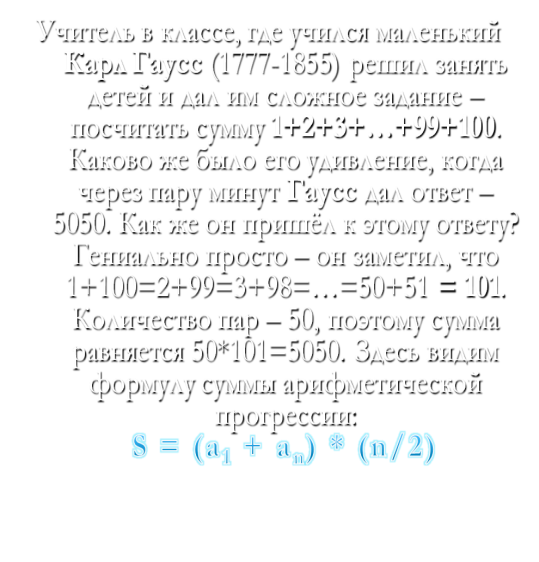 Учитель в классе, где учился маленький
Карл Гаусс (1777-1855) решил занять
детей и дал им сложное задание –
посчитать сумму 1+2+3+…+99+100.
Каково же было его удивление, когда
через пару минут Гаусс дал ответ –
5050. Как же он пришёл к этому ответу?
Гениально просто – он заметил, что
1+100=2+99=3+98=…=50+51 = 101.
Количество пар – 50, поэтому сумма
равняется 50*101=5050. Здесь видим
формулу суммы арифметической
прогрессии:
S = (a₁ + aₙ) * (n/2)